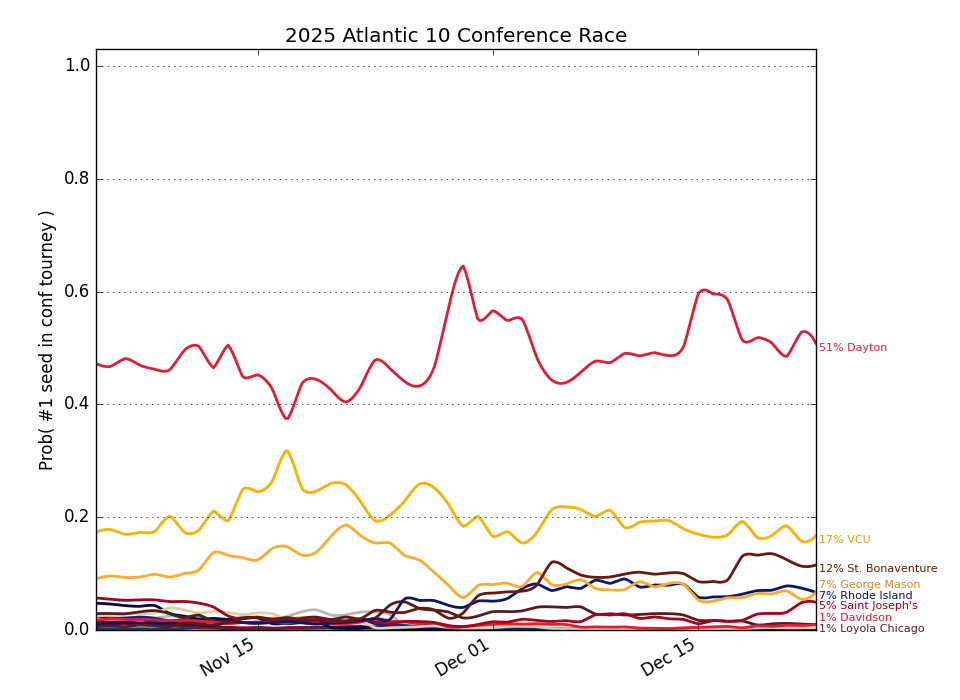 2025 Atlantic 10 Conference Race
Prob( #1 seed in conf tourney )
1.0
0.8
0.6
0.4
0.2
0.0
Nov 15
Dec 01
Dec 15
51% Dayton
17% VCU
12% St. Bonaventure
7% George Mason
7% Rhode Island
5% Saint Joseph's
1% Davidson
1% Loyola Chicago